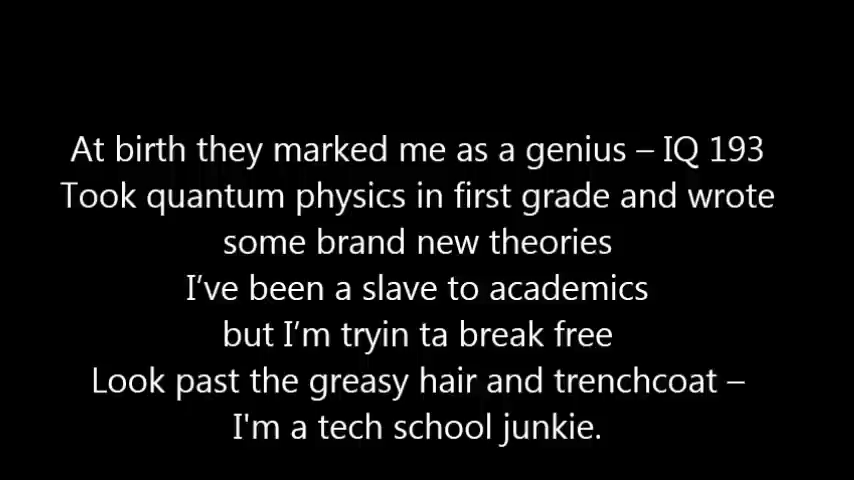 At birth they marked me as a genius – IQ 193
Took quantum physics in first grade and wrote
some brand new theories
I’ve been a slave to academics
but I’m tryin ta break free
Look past the greasy hair and trenchcoat –
I'm a tech school junkie.